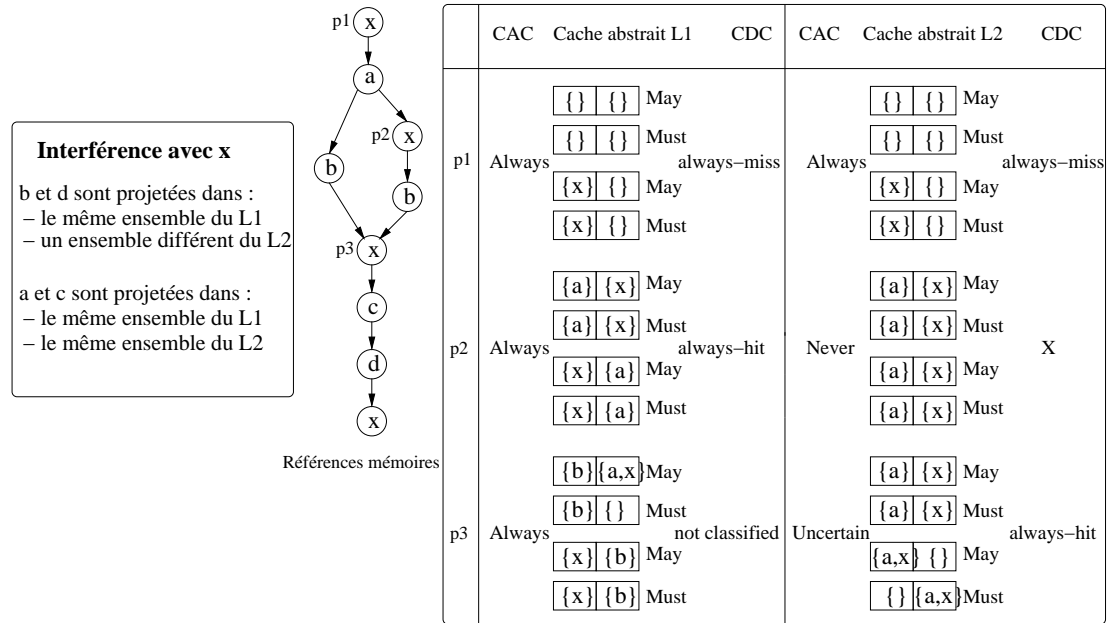 Interférence avec x
b et d sont projetées dans :
– le même ensemble du L1
– un ensemble différent du L2
a et c sont projetées dans :
– le même ensemble du L1
– le même ensemble du L2
p1 x
a
p2 x
b
b
p3 x
c
d
x
Références mémoires
CAC Cache abstrait L1 CDC CAC Cache abstrait L2 CDC
{} {} May {} {} May
{} {} Must {} {} Must
p1 Always always−miss Always always−miss
{x} {} May {x} {} May
{x} {} Must {x} {} Must
{a} {x} May {a} {x} May
{a} {x} Must {a} {x} Must
p2 Always always−hit Never X
{x} {a} May {a} {x} May
{x} {a} Must {a} {x} Must
{b} {a,x} May {a} {x} May
{b} {} Must {a} {x} Must
p3 Always not classified Uncertain always−hit
{x} {b} May {a,x} {} May
{x} {b} Must {} {a,x} Must